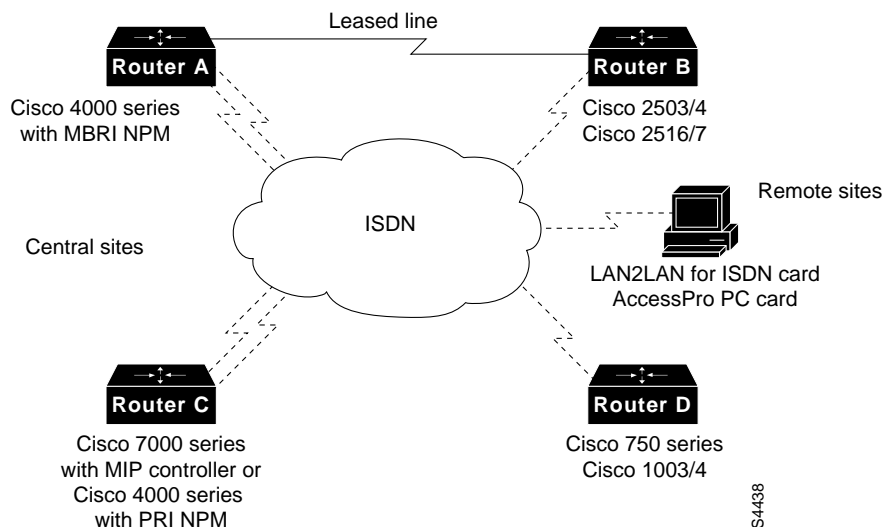 Leased line
Router A
Router B
Cisco 4000 series
with MBRI NPM
Cisco 2503/4
Cisco 2516/7
ISDN
Remote sites
Central sites
LAN2LAN for ISDN card
AccessPro PC card
Router C
Router D
Cisco 7000 series
with MIP controller or
Cisco 4000 series
with PRI NPM
Cisco 750 series
Cisco 1003/4
S4438